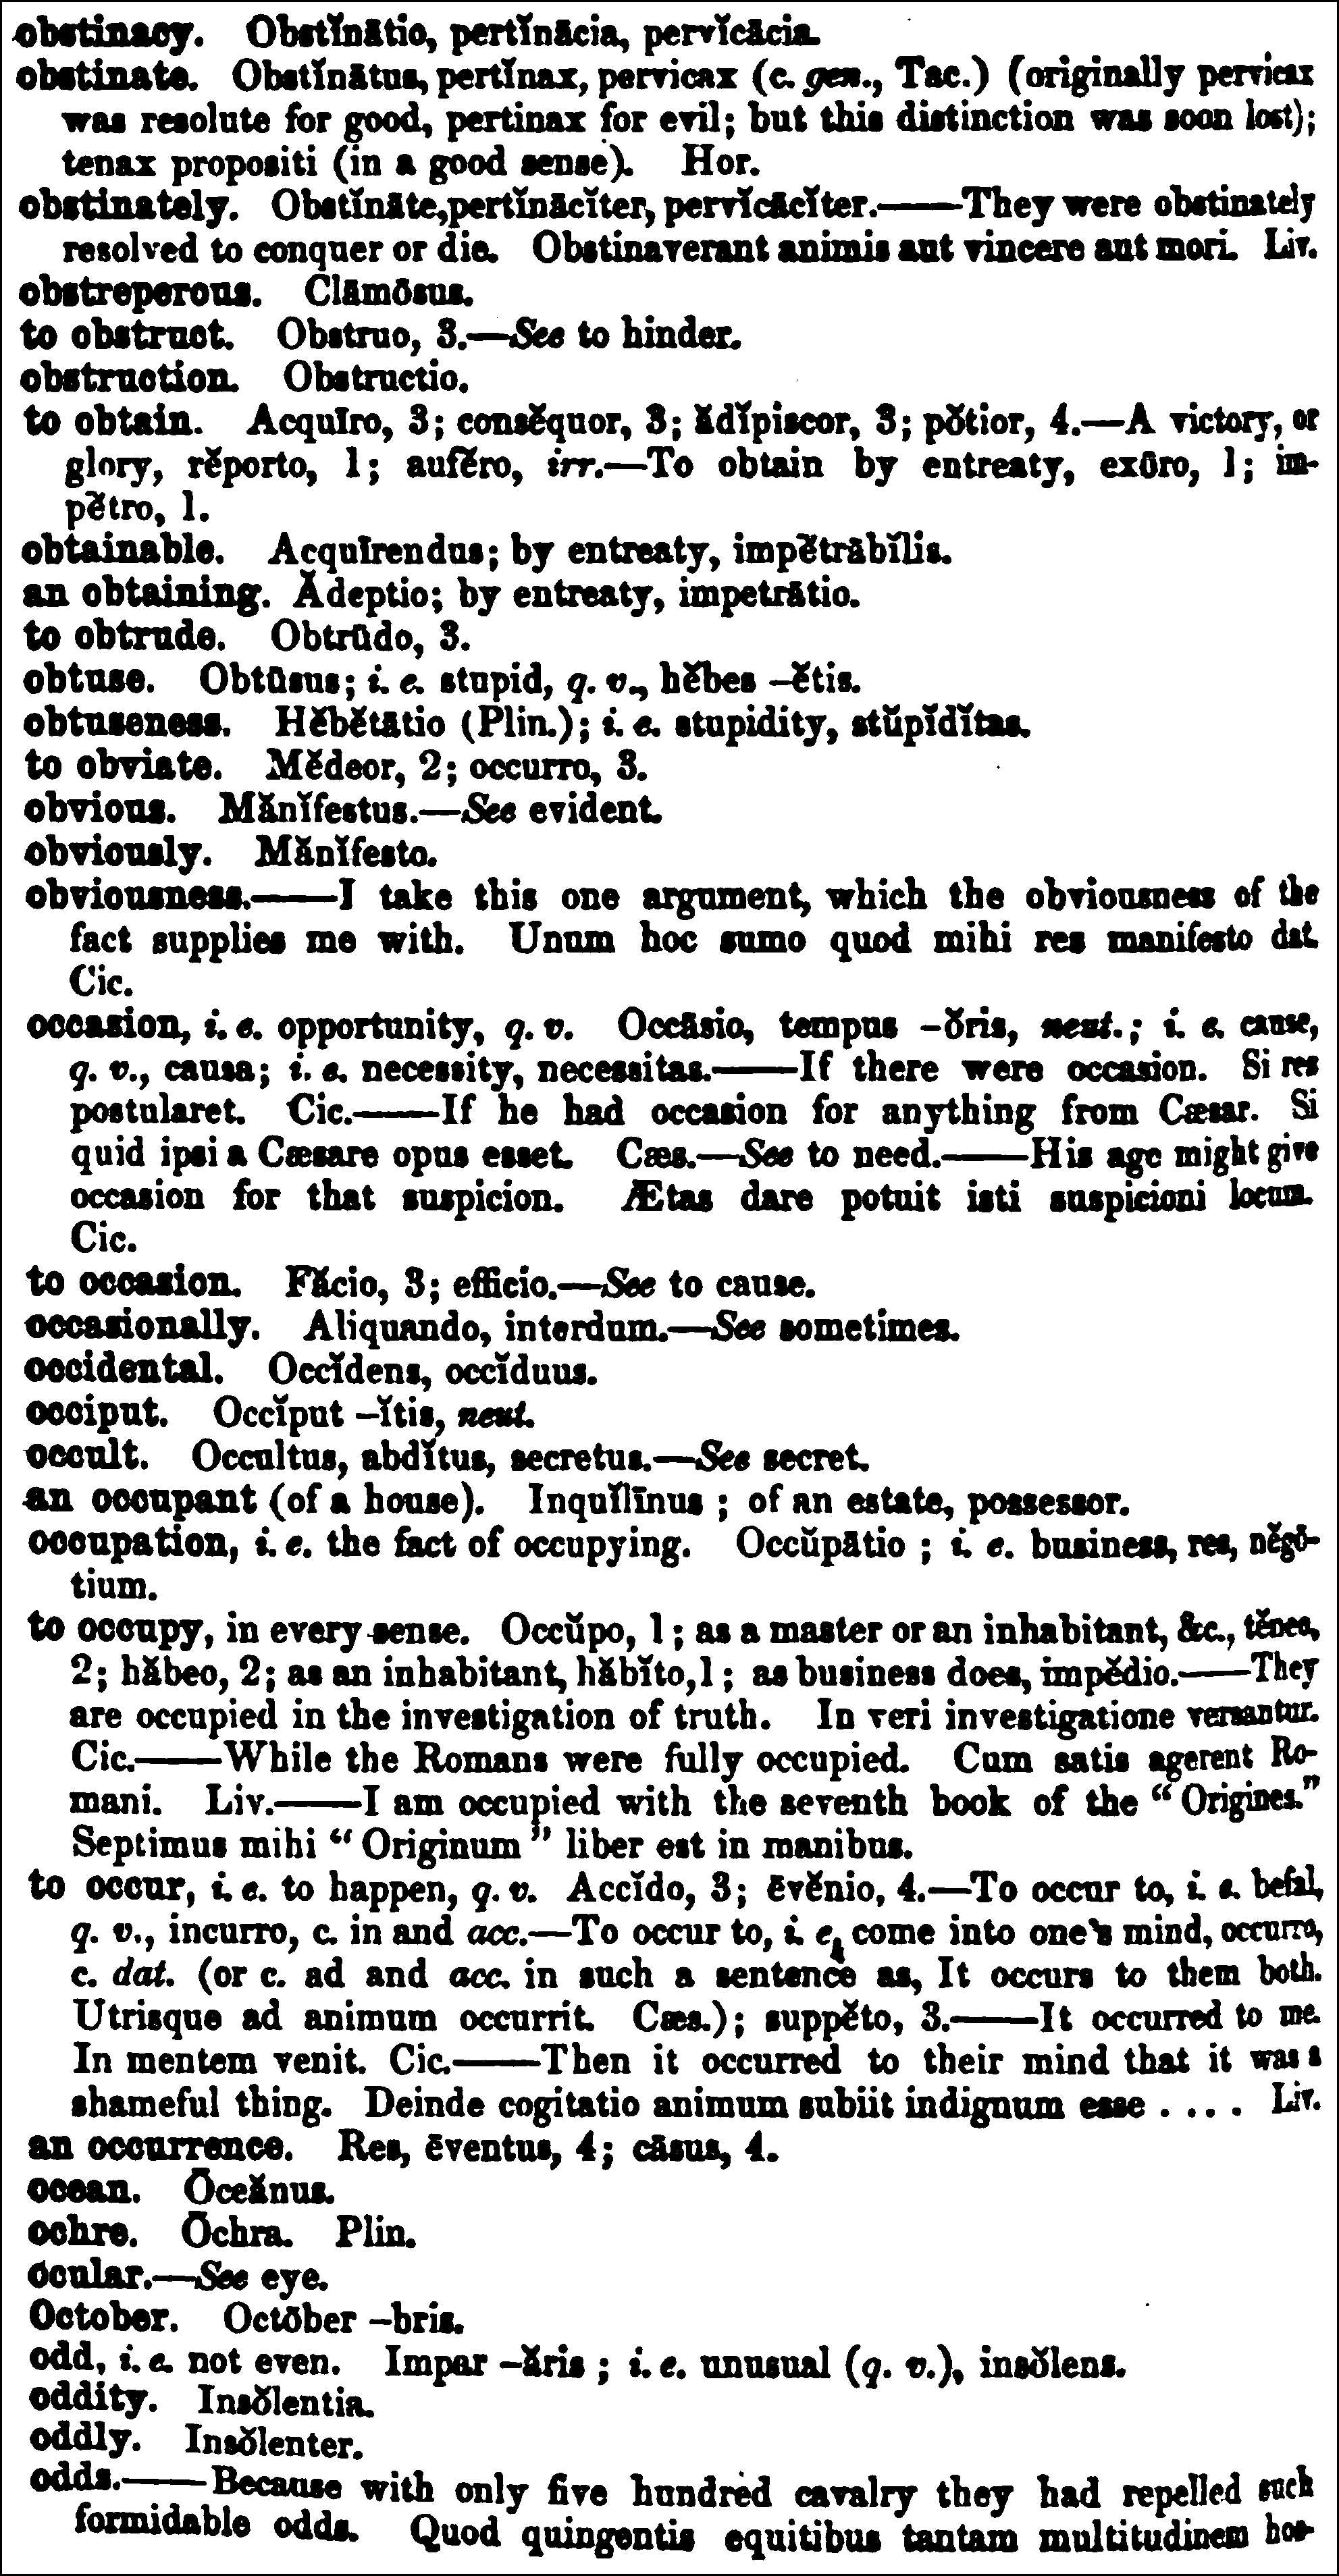 obstinacy. Obstĭnātio, pertĭnācia, pervĭcācia.
obstinate. Obstĭnātus, pertĭnax, pervicax (c. gen., Tac.) (originally pervicax
was resolute for good, pertinax for evil; but this distinction was soon lost);
tenax propositi (in a good sense). Hor.
obstinately. Obstĭnāte, pertĭnācĭter, pervĭcācĭter.——They were obstinately
resolved to conquer or die. Obstinaverant animis aut vincere aut mori. Liv.
obstreperous. Clāmōsus.
to obstruct. Obstruo, 3.—See to hinder.
obstruction. Obstructio.
to obtain. Acquīro, 3; consĕquor, 3; ădĭpiscor, 3; pŏtior, 4.—A victory, or
glory, rĕporto, 1; aufĕro, irr.—To obtain by entreaty, exōro, 1; im-
pĕtro, 1.
obtainable. Acquīrendus; by entreaty, impĕtrābĭlis.
an obtaining. Ădeptio; by entreaty, impetrātio.
to obtrude. Obtrūdo, 3.
obtuse. Obtūsus; i. e. stupid, q. v., hĕbes –ĕtis.
obtuseness. Hĕbĕtātio (Plin.); i. e. stupidity, stŭpĭdĭtas.
to obviate. Mĕdeor, 2; occurro, 3.
obvious. Mănĭfestus.—See evident.
obviously. Mănĭfesto.
obviousness.——I take this one argument, which the obviousness of the
fact supplies me with. Unum hoc sumo quod mihi res manifesto dat.
Cic.
occasion, i. e. opportunity, q. v. Occāsio, tempus –ŏris, neut.; i. e. cause,
q. v., causa; i. e. necessity, necessitas.——If there were occasion. Si res
postularet. Cic.——If he had occasion for anything from Cæsar. Si
quid ipsi a Cæsare opus esset. Cæs.—See to need.——His age might give
occasion for that suspicion. Ætas dare potuit isti suspicioni locum.
Cic.
to occasion. Făcio, 3; efficio.—See to cause.
occasionally. Aliquando, interdum.—See sometimes.
occidental. Occĭdens, occĭduus.
occiput. Occĭput –ĭtis, neut.
occult. Occultus, abdĭtus, secretus.—See secret.
an occupant (of a house). Inquĭlīnus ; of an estate, possessor.
occupation, i. e. the fact of occupying. Occŭpātio ; i. e. business, res, nĕgō-
tium.
to occupy, in every sense. Occŭpo, 1 ; as a master or an inhabitant, &c., tĕneo,
2; hăbeo, 2; as an inhabitant, hăbĭto, 1 ; as business does, impĕdio.——They
are occupied in the investigation of truth. In veri investigatione versantur.
Cic.——While the Romans were fully occupied. Cum satis agerent Ro-
mani. Liv.——I am occupied with the seventh book of the “Origines.”
Septimus mihi “ Originum ” liber est in manibus.
to occur, i. e. to happen, q. v. Accĭdo, 3; ēvĕnio, 4.—To occur to, i. e. befal,
q. v., incurro, c. in and acc.—To occur to, i. e. come into one's mind, occurro,
c. dat. (or c. ad and acc. in such a sentence as, It occurs to them both.
Utrisque ad animum occurrit. Cæs.); suppĕto, 3.——It occurred to me.
In mentem venit. Cic.——Then it occurred to their mind that it was a
shameful thing. Deinde cogitatio animum subiit indignum esse . . . . Liv.
an occurrence. Res, ēventus, 4; cāsus, 4.
ocean. Ōceănus.
ochre. Ōchra. Plin.
ocular.—See eye.
October. Octōber –bris.
odd, i. e. not even. Impar –ăris ; i. e. unusual (q. v.), insŏlens.
oddity. Insŏlentia.
oddly. Insŏlenter.
odds.——Because with only five hundred cavalry they had repelled such
formidable odds. Quod quingentis equitibus tantam multitudinem hos-